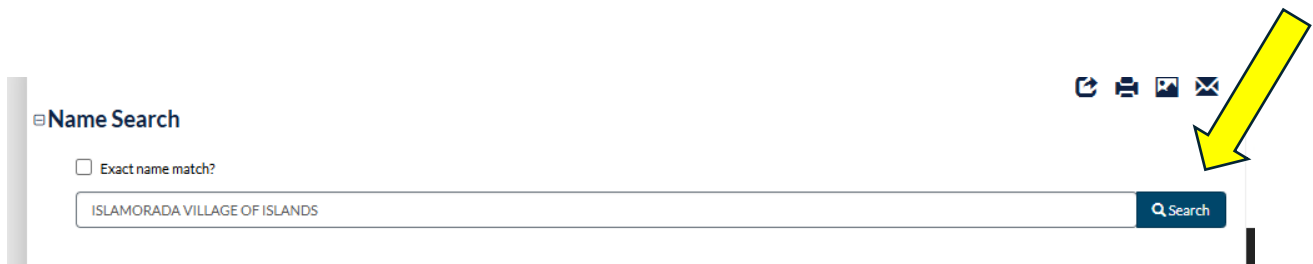 Name Search
Exact name match?
ISLAMORADA VILLAGE OF ISLANDS
Search